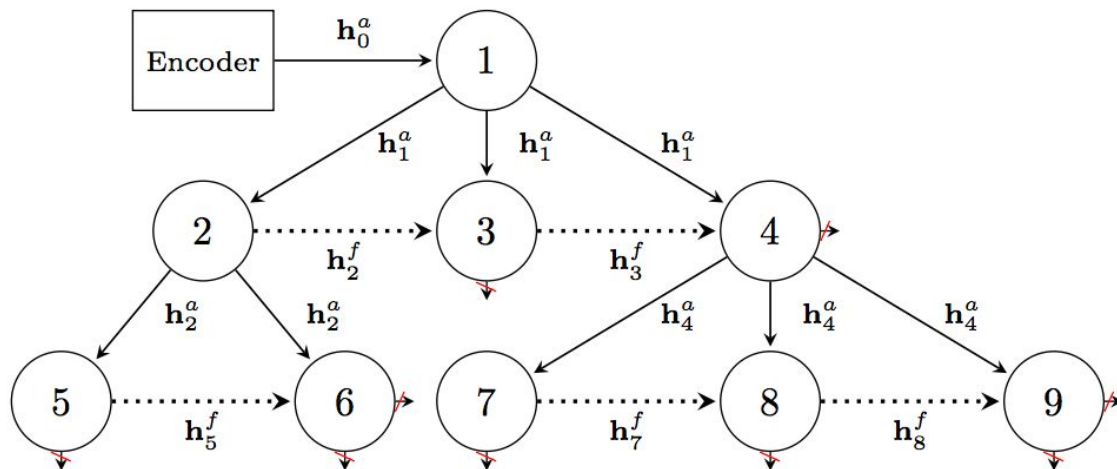 h_0^a
Encoder 1
h_1^a h_1^a h_1^a
2 3 4
h_2^f h_3^f
h_2^a h_2^a h_4^a h_4^a h_4^a
5 6 7 8 9
h_5^f h_7^f h_8^f